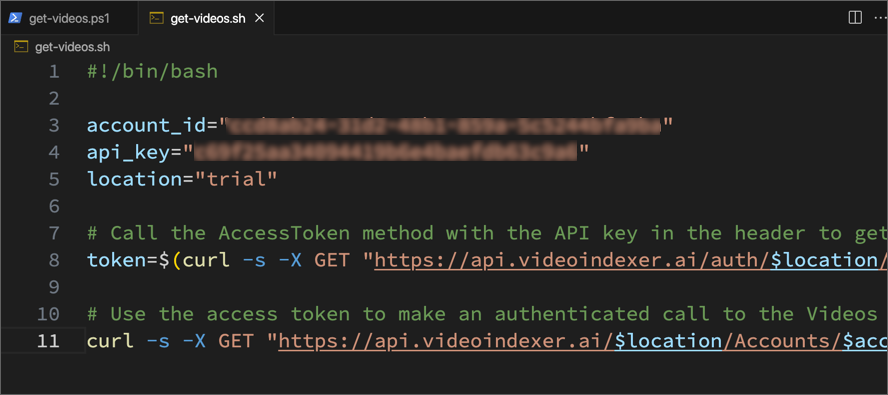 get-videos.ps1
get-videos.sh
get-videos.sh
1 #!/bin/bash
2
3 account_id=""
4 api_key=""
5 location="trial"
6
7 # Call the AccessToken method with the API key in the header to get
8 token=$(curl -s -X GET "https://api.videoindexer.ai/auth/$location/
9
10 # Use the access token to make an authenticated call to the Videos
11 curl -s -X GET "https://api.videoindexer.ai/$location/Accounts/$acc